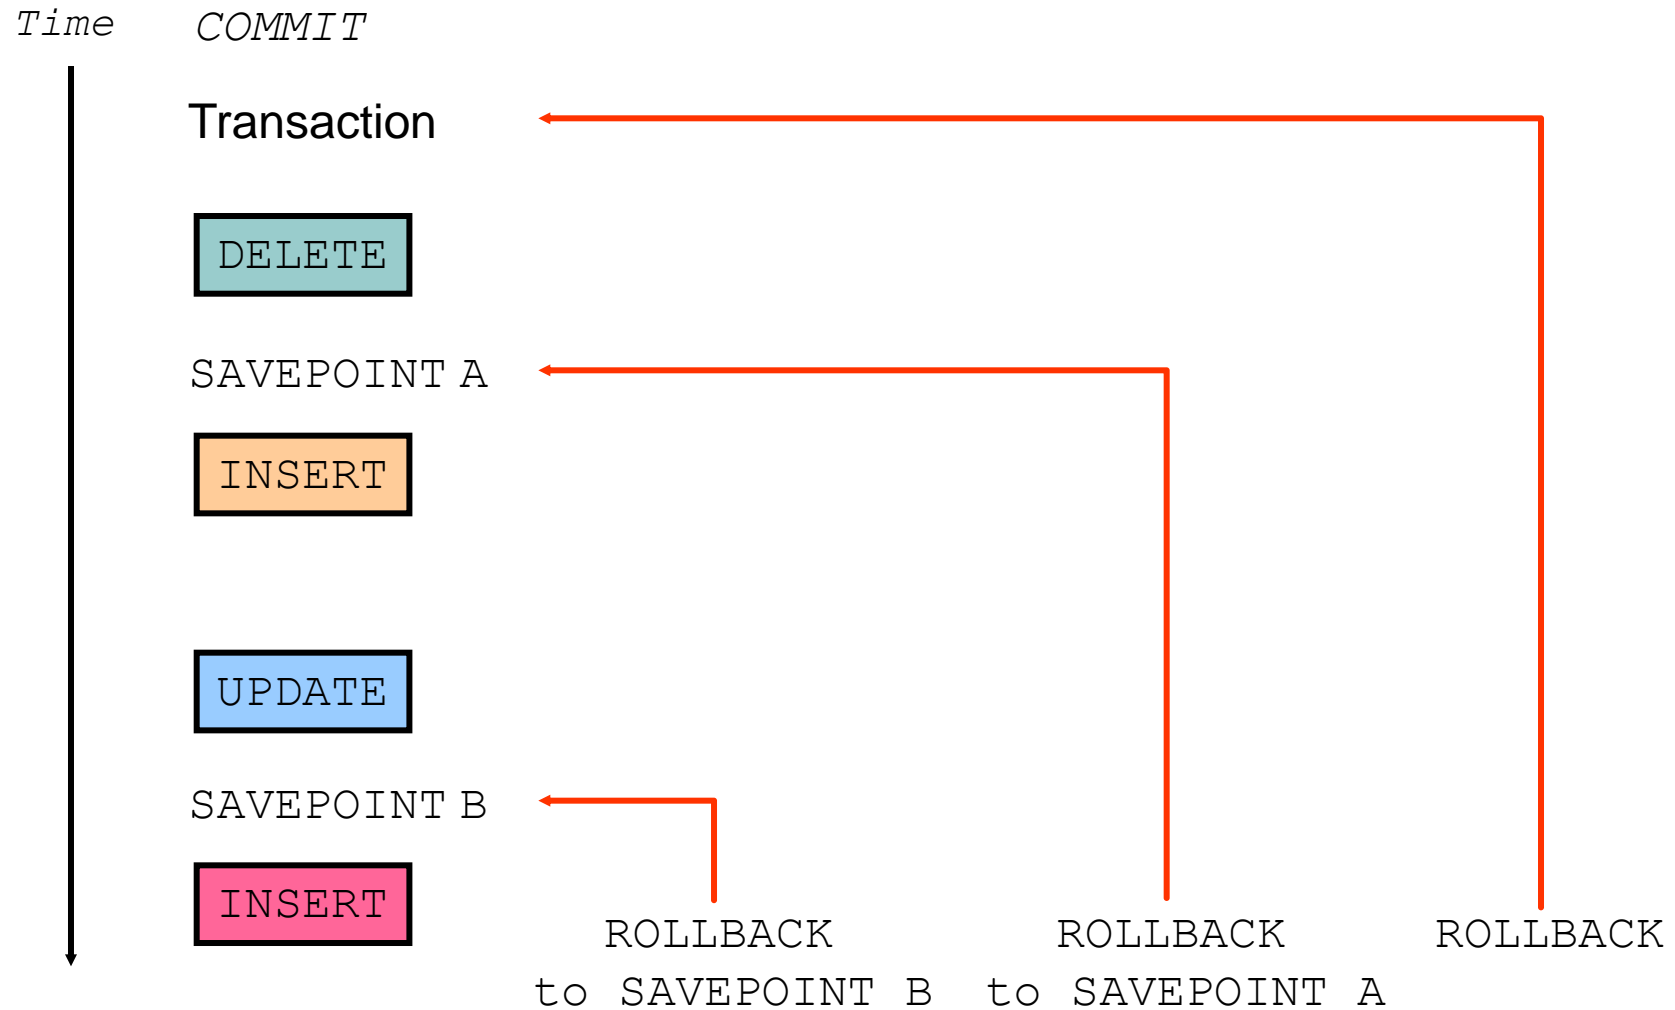 Time
COMMIT
Transaction
DELETE
SAVEPOINT A
INSERT
UPDATE
SAVEPOINT B
INSERT
ROLLBACK
to SAVEPOINT B
ROLLBACK
to SAVEPOINT A
ROLLBACK